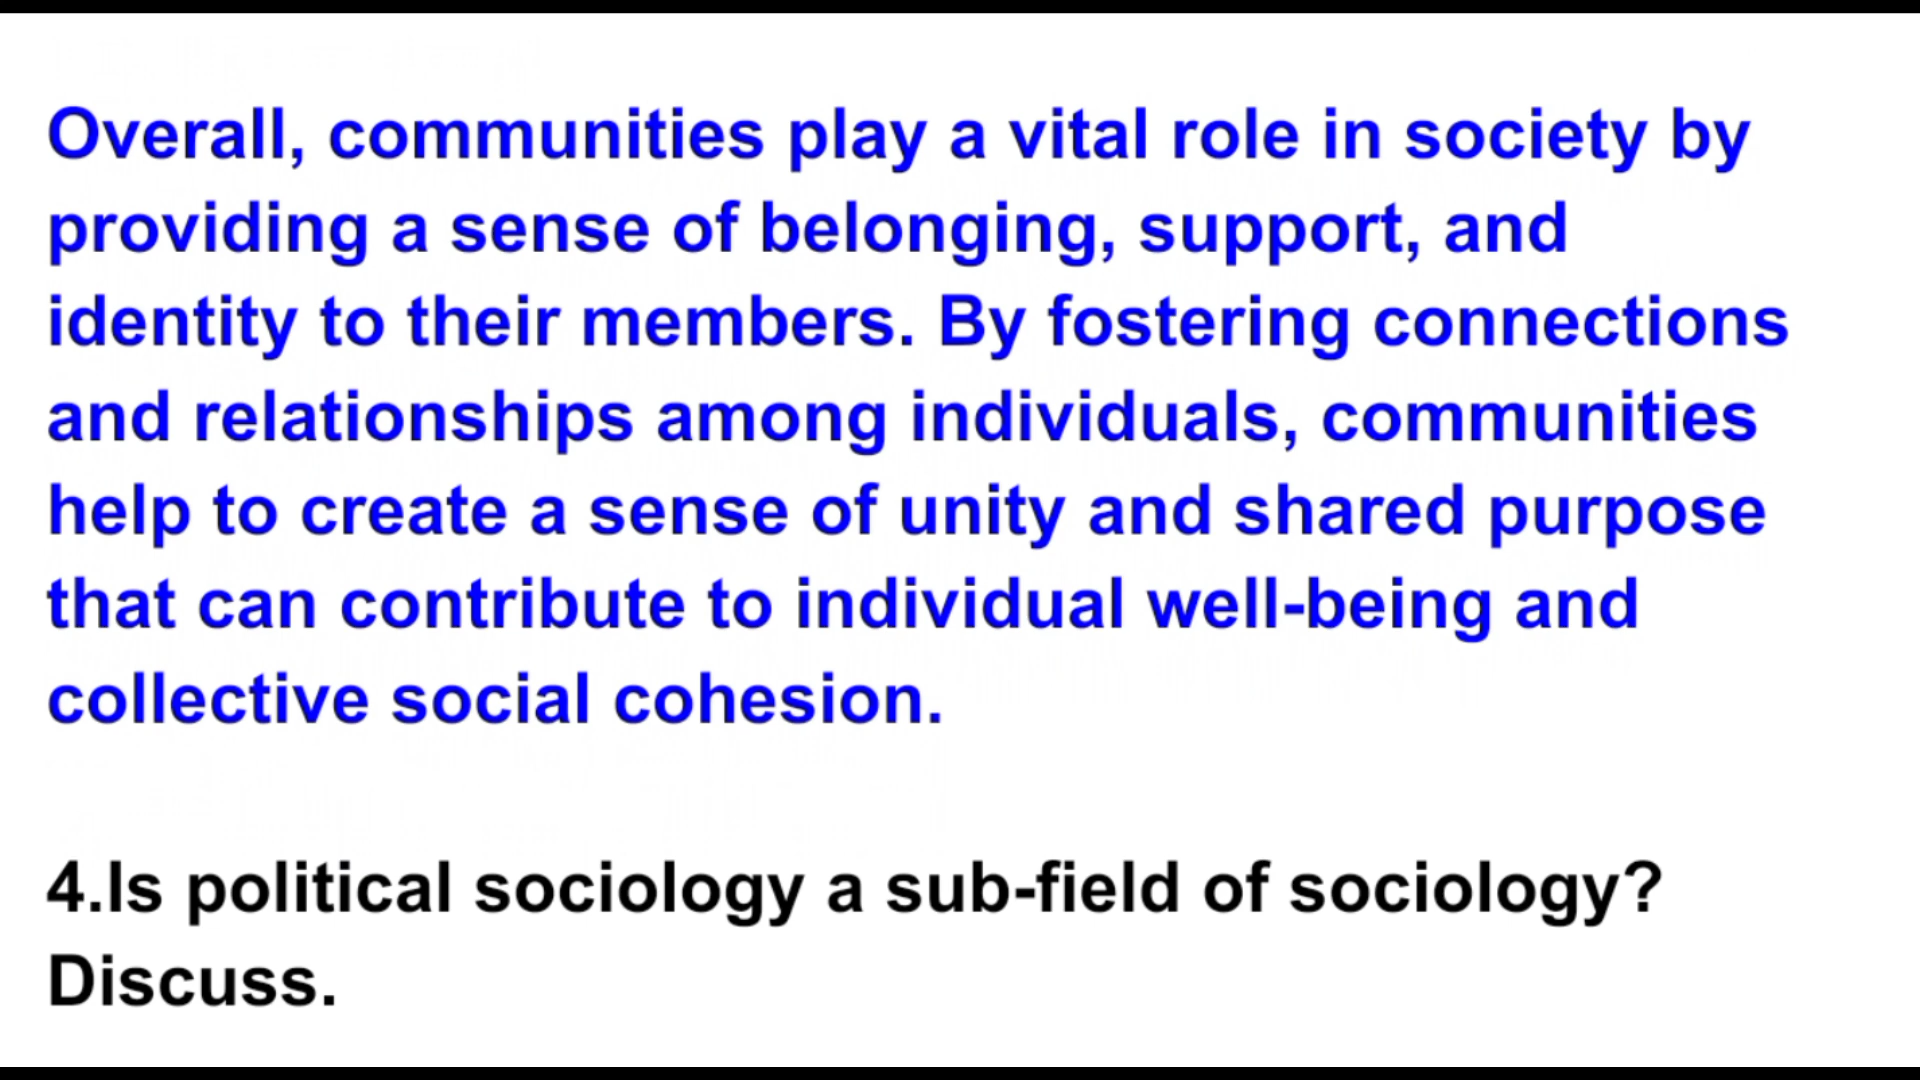 Overall, communities play a vital role in society by
providing a sense of belonging, support, and
identity to their members. By fostering connections
and relationships among individuals, communities
help to create a sense of unity and shared purpose
that can contribute to individual well-being and
collective social cohesion.
4.Is political sociology a sub-field of sociology?
Discuss.